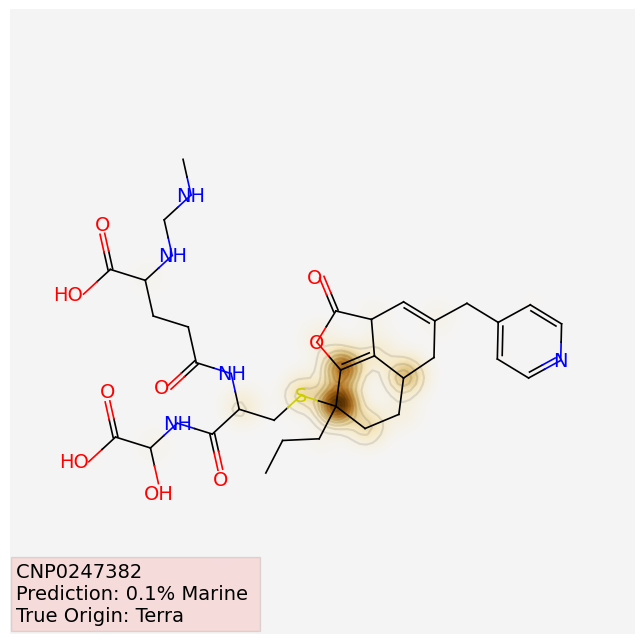 NH
O
NH
HO
O
O
N
NH
O
S
O
NH
HO
O
OH
CNP0247382
Prediction: 0.1% Marine
True Origin: Terra